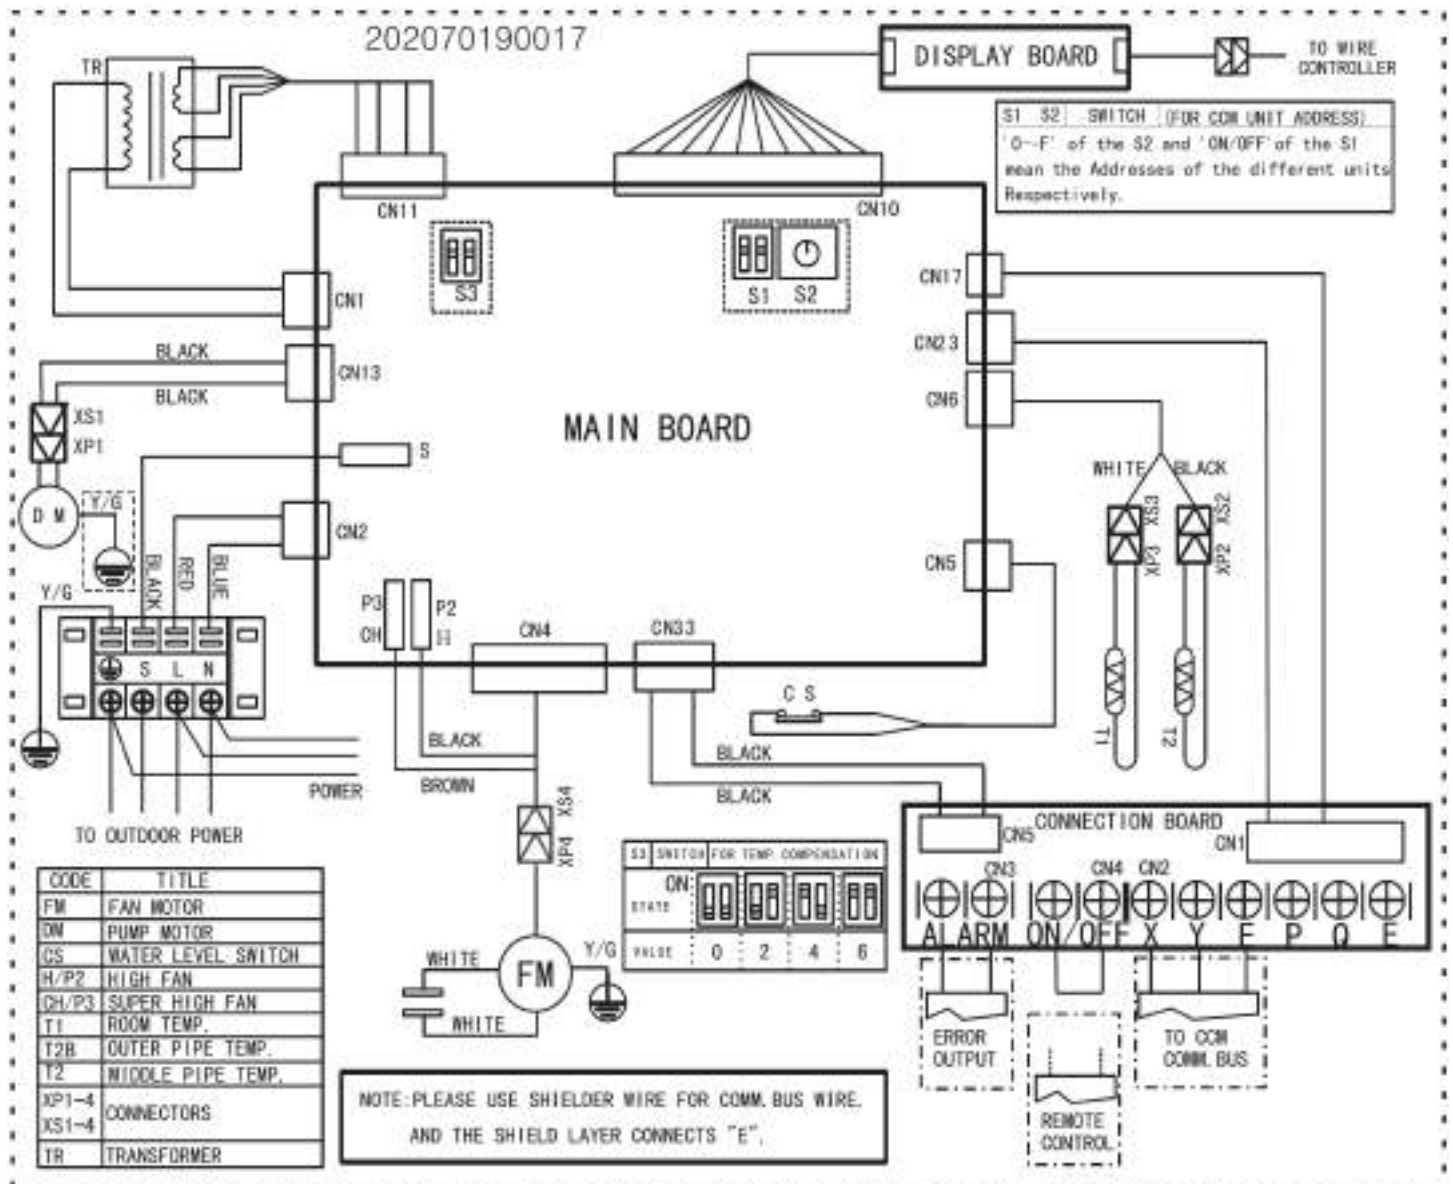 202070190017
TR
DISPLAY BOARD
TO WIRE
CONTROLLER
S1 S2 SWITCH (FOR CCM UNIT ADDRESS)
'0~F' of the S2 and 'ON/OFF' of the S1
mean the Addresses of the different units
Respectively.
CN11
CN10
S3
S1 S2
CN17
CN1
CN23
BLACK
CN13
BLACK
CN6
XS1
XP1
MAIN BOARD
S
WHITE
BLACK
D M
Y/G
CN2
XS3
XS2
XP3
XP2
BLACK
RED
BLUE
CN5
Y/G
P3
CH
P2
H
CN4
CN33
S L N
C S
T1
T2
BLACK
BROWN
BLACK
BLACK
POWER
TO OUTDOOR POWER
XS4
XP4
CN5
CONNECTION BOARD
CN1
CN3
CN4
CN2
ALARM ON/OFF X Y E P Q E
S3 SWITCH FOR TEMP. COMPENSATION
ON
STATE
VALUE 0 2 4 6
CODE TITLE
FM FAN MOTOR
DM PUMP MOTOR
CS WATER LEVEL SWITCH
H/P2 HIGH FAN
CH/P3 SUPER HIGH FAN
T1 ROOM TEMP.
T2B OUTER PIPE TEMP.
T2 MIDDLE PIPE TEMP.
XP1-4
XS1-4
CONNECTORS
TR TRANSFORMER
WHITE
FM
Y/G
WHITE
ERROR
OUTPUT
TO CCM
COMM. BUS
REMOTE
CONTROL
NOTE:PLEASE USE SHIELDER WIRE FOR COMM. BUS WIRE.
AND THE SHIELD LAYER CONNECTS "E".